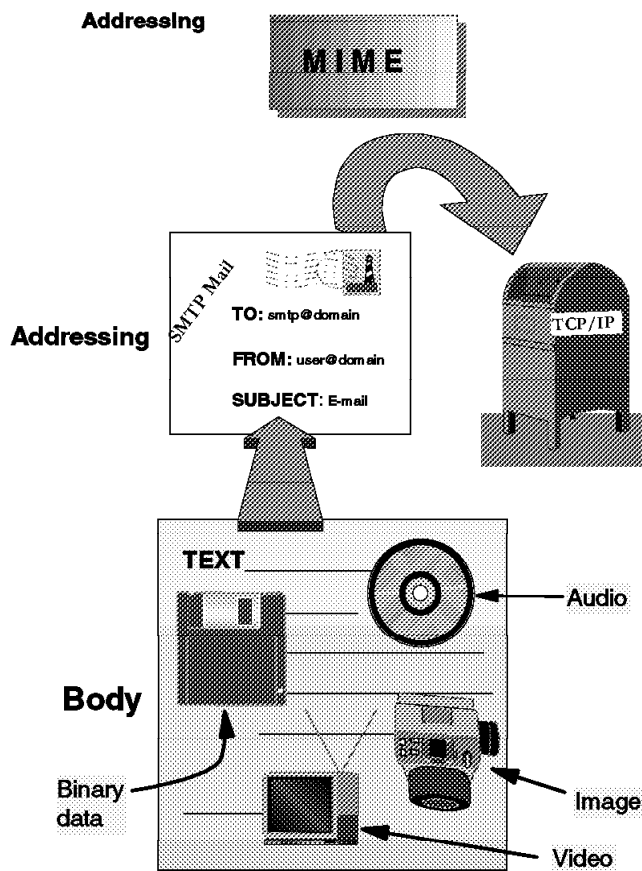 Addressing
MIME
SMTP Mail
TO: smtp@domain
FROM: user@domain
SUBJECT: E-mail
Addressing
TCP/IP
TEXT
Audio
Body
Binary
data
Image
Video